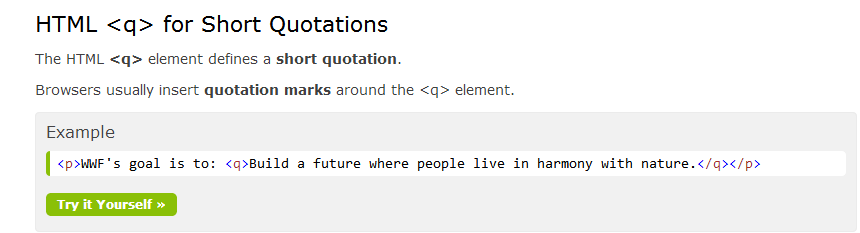 HTML <q> for Short Quotations
The HTML <q> element defines a short quotation.
Browsers usually insert quotation marks around the <q> element.
Example
<p>WWF's goal is to: <q>Build a future where people live in harmony with nature.</q></p>
Try it Yourself »